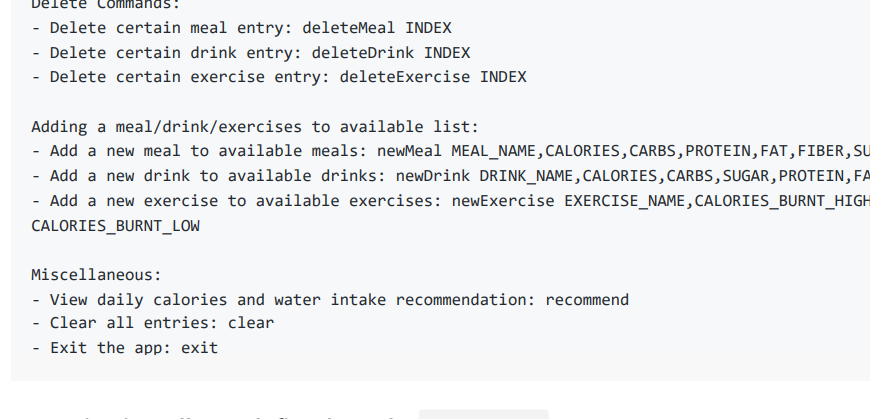 Delete Commands:
- Delete certain meal entry: deleteMeal INDEX
- Delete certain drink entry: deleteDrink INDEX
- Delete certain exercise entry: deleteExercise INDEX
Adding a meal/drink/exercises to available list:
- Add a new meal to available meals: newMeal MEAL_NAME,CALORIES,CARBS,PROTEIN,FAT,FIBER,SU
- Add a new drink to available drinks: newDrink DRINK_NAME,CALORIES,CARBS,SUGAR,PROTEIN,FA
- Add a new exercise to available exercises: newExercise EXERCISE_NAME,CALORIES_BURNT_HIGH
CALORIES_BURNT_LOW
Miscellaneous:
- View daily calories and water intake recommendation: recommend
- Clear all entries: clear
- Exit the app: exit